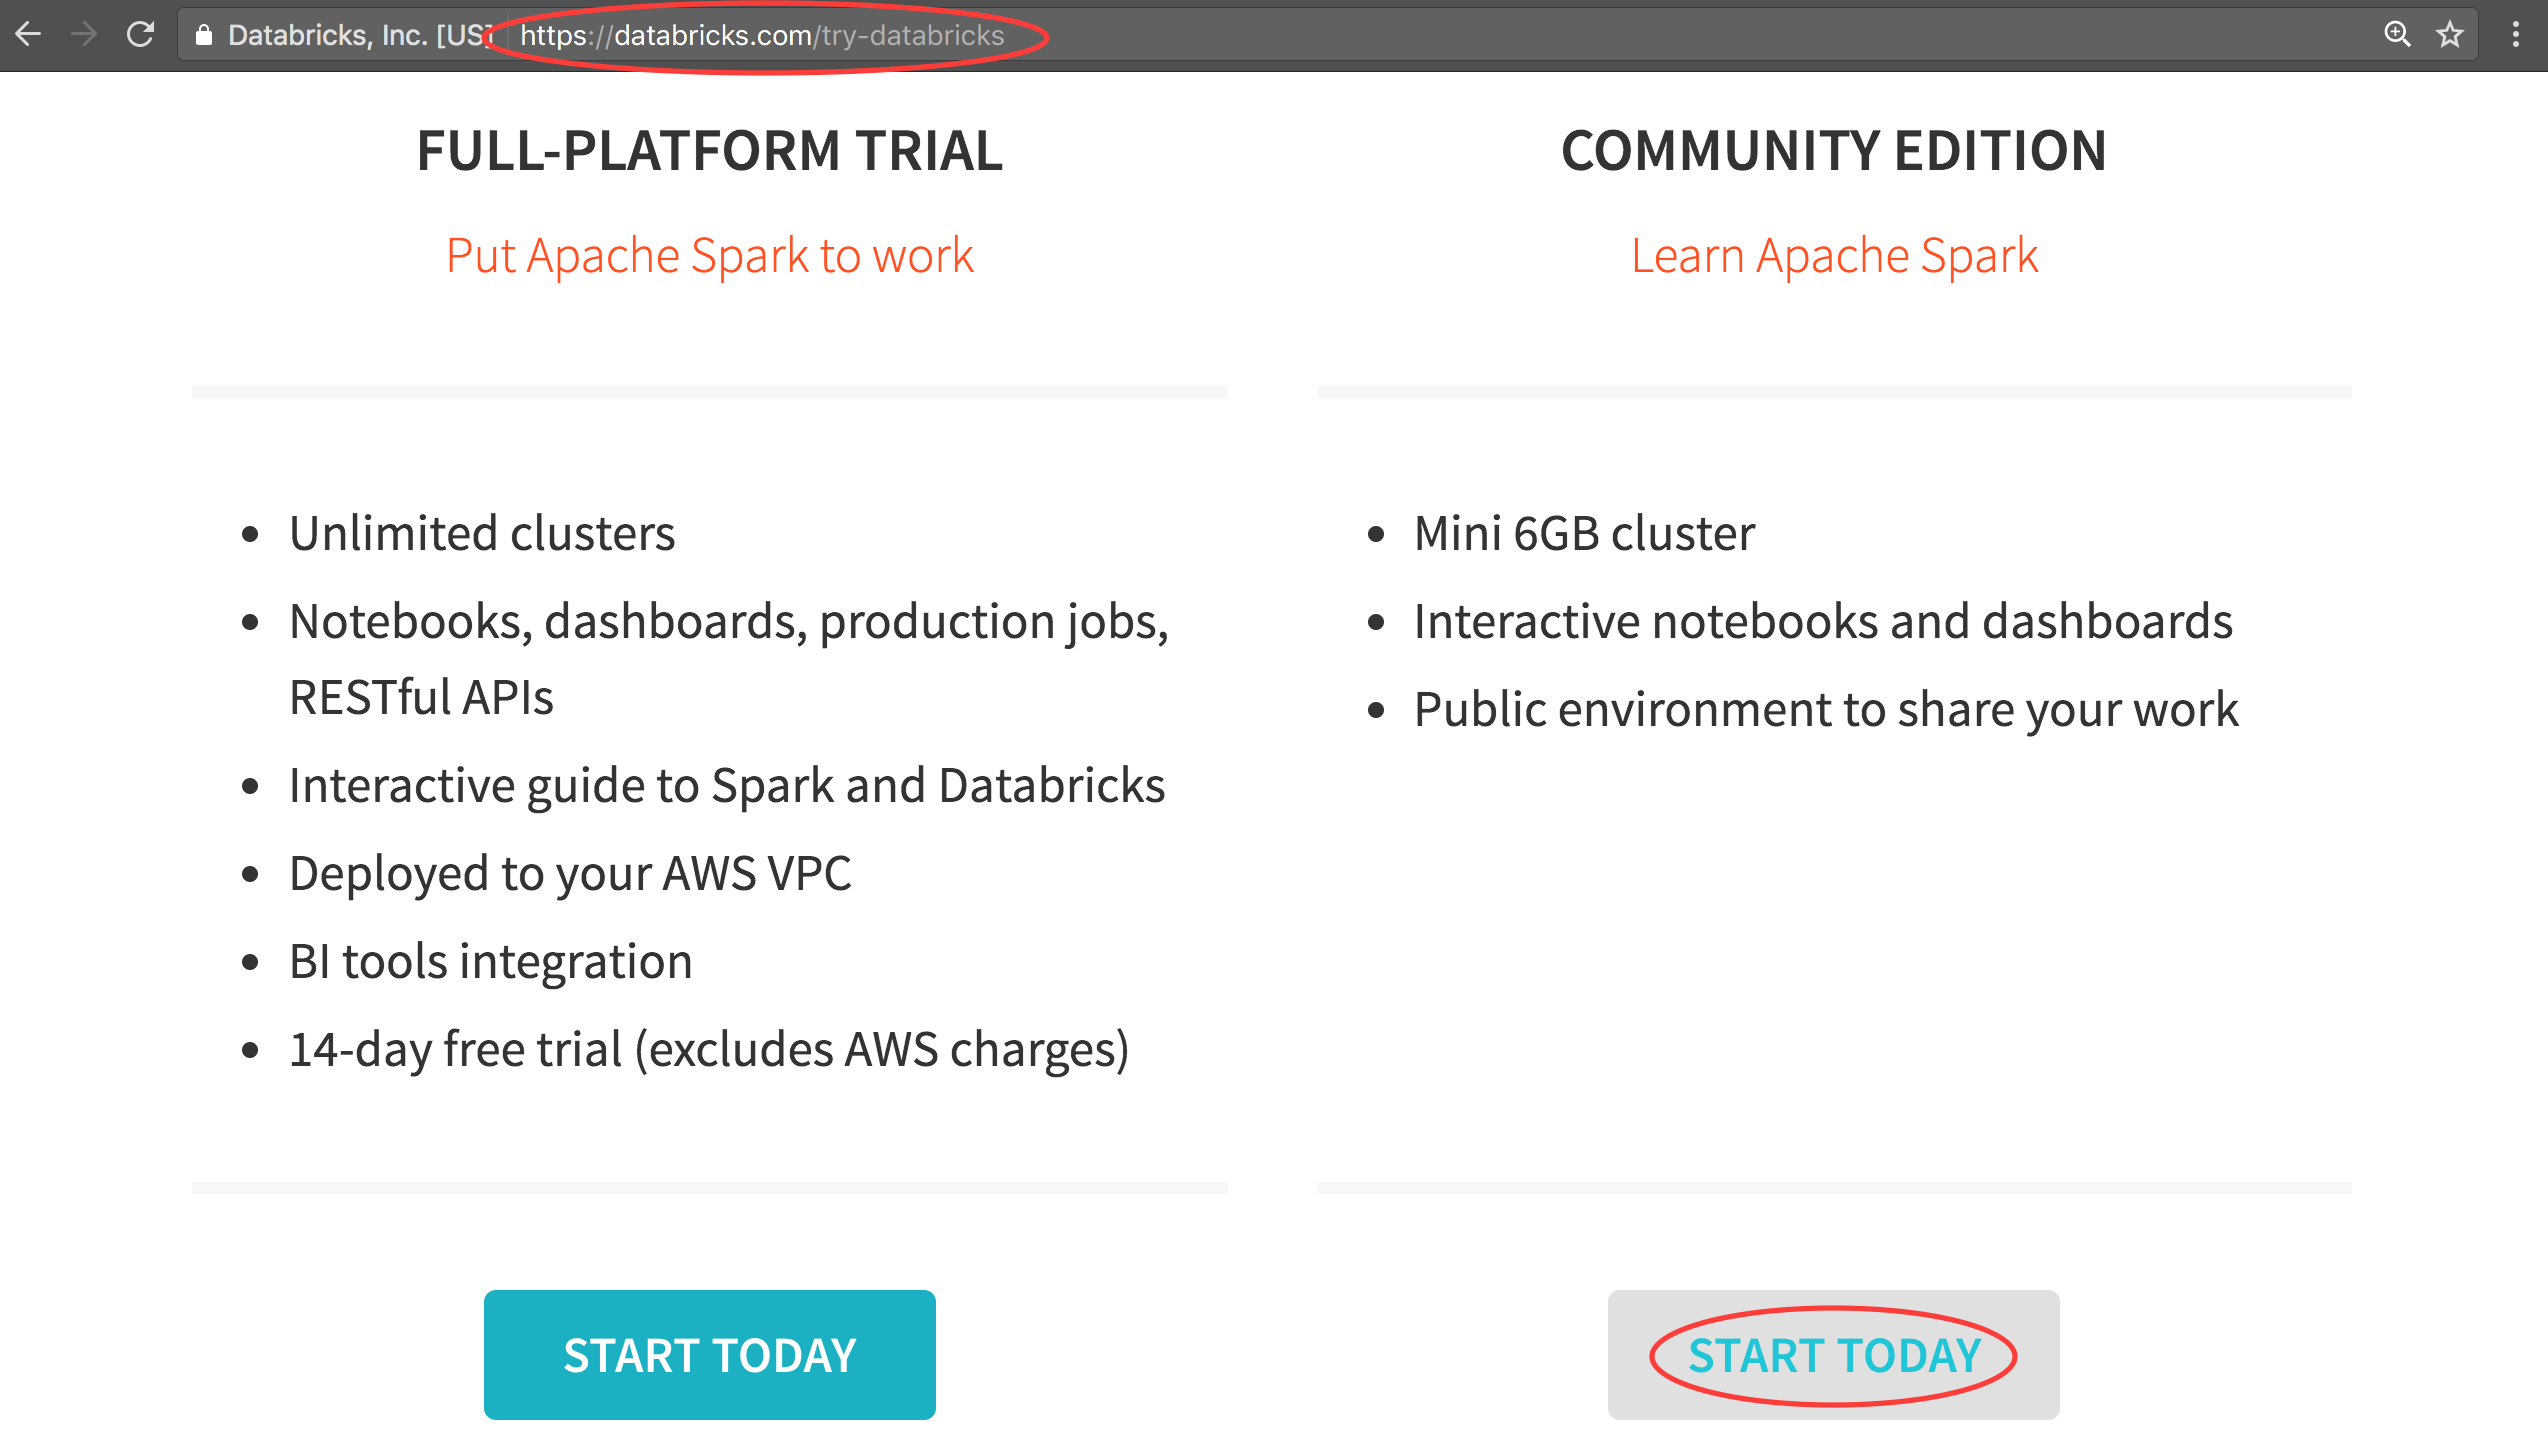 Databricks, Inc. [US] https://databricks.com/try-databricks
FULL-PLATFORM TRIAL
Put Apache Spark to work
Unlimited clusters
Notebooks, dashboards, production jobs,
RESTful APIs
Interactive guide to Spark and Databricks
Deployed to your AWS VPC
BI tools integration
14-day free trial (excludes AWS charges)
START TODAY
COMMUNITY EDITION
Learn Apache Spark
Mini 6GB cluster
Interactive notebooks and dashboards
Public environment to share your work
START TODAY